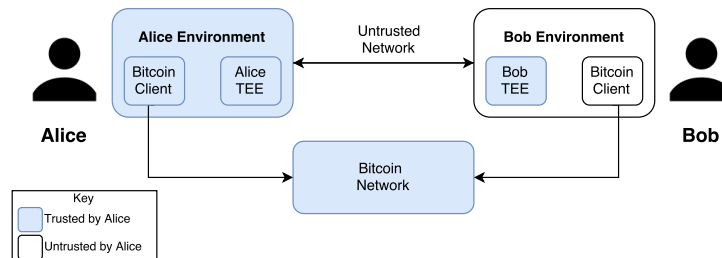 Alice Environment
Bitcoin
Client
Alice
TEE
Untrusted
Network
Bob Environment
Bob
TEE
Bitcoin
Client
Alice
Bob
Bitcoin
Network
Key
Trusted by Alice
Untrusted by Alice